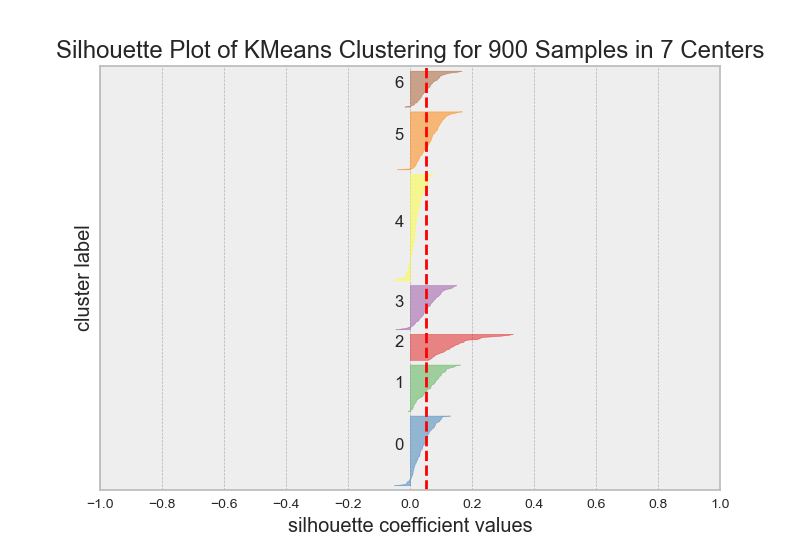 Silhouette Plot of KMeans Clustering for 900 Samples in 7 Centers
6
5
4
3
2
1
0
cluster label
−1.0 −0.8 −0.6 −0.4 −0.2 0.0 0.2 0.4 0.6 0.8 1.0
silhouette coefficient values